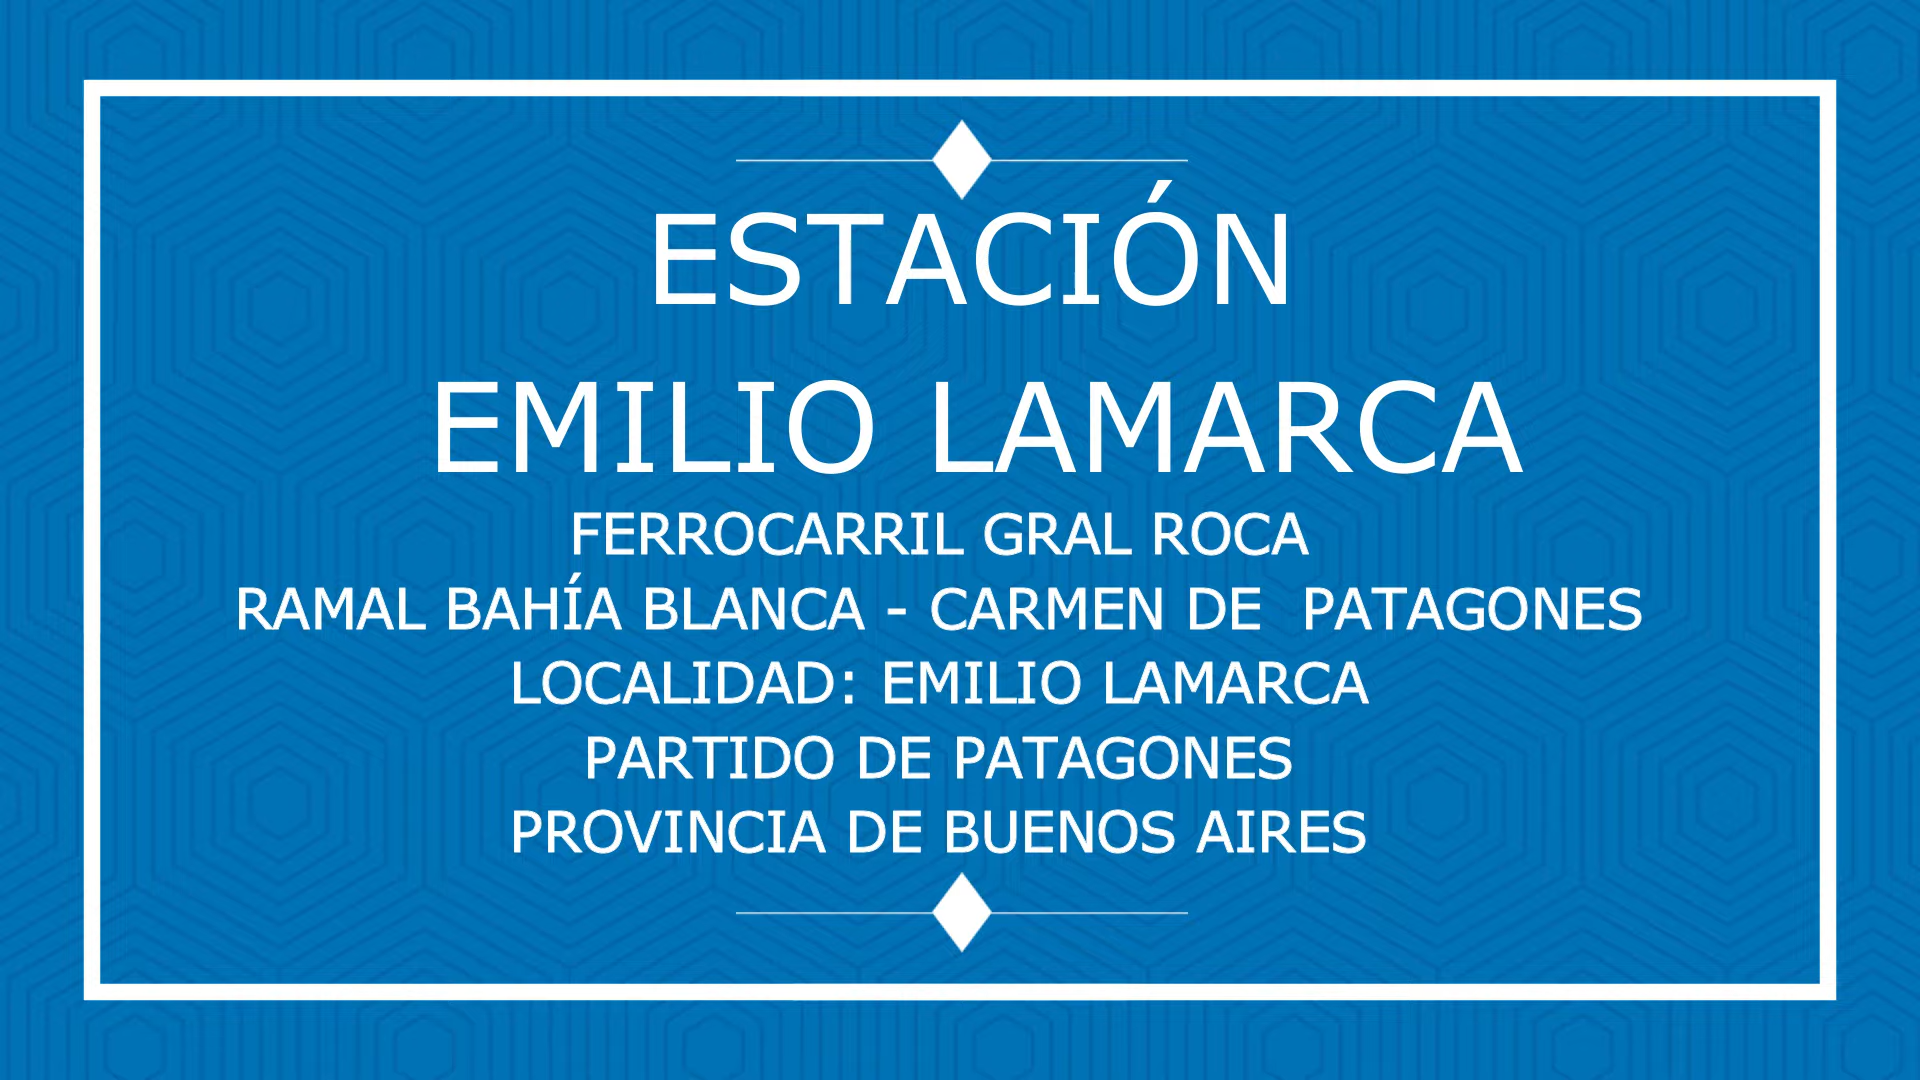 ESTACIÓN
EMILIO LAMARCA
FERROCARRIL GRAL ROCA
RAMAL BAHÍA BLANCA - CARMEN DE  PATAGONES
LOCALIDAD: EMILIO LAMARCA
PARTIDO DE PATAGONES
PROVINCIA DE BUENOS AIRES